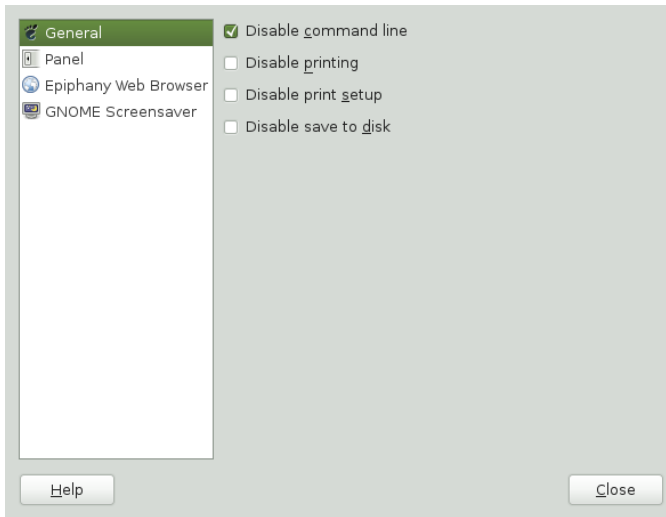 General
Panel
Epiphany Web Browser
GNOME Screensaver
Disable command line
Disable printing
Disable print setup
Disable save to disk
Help
Close